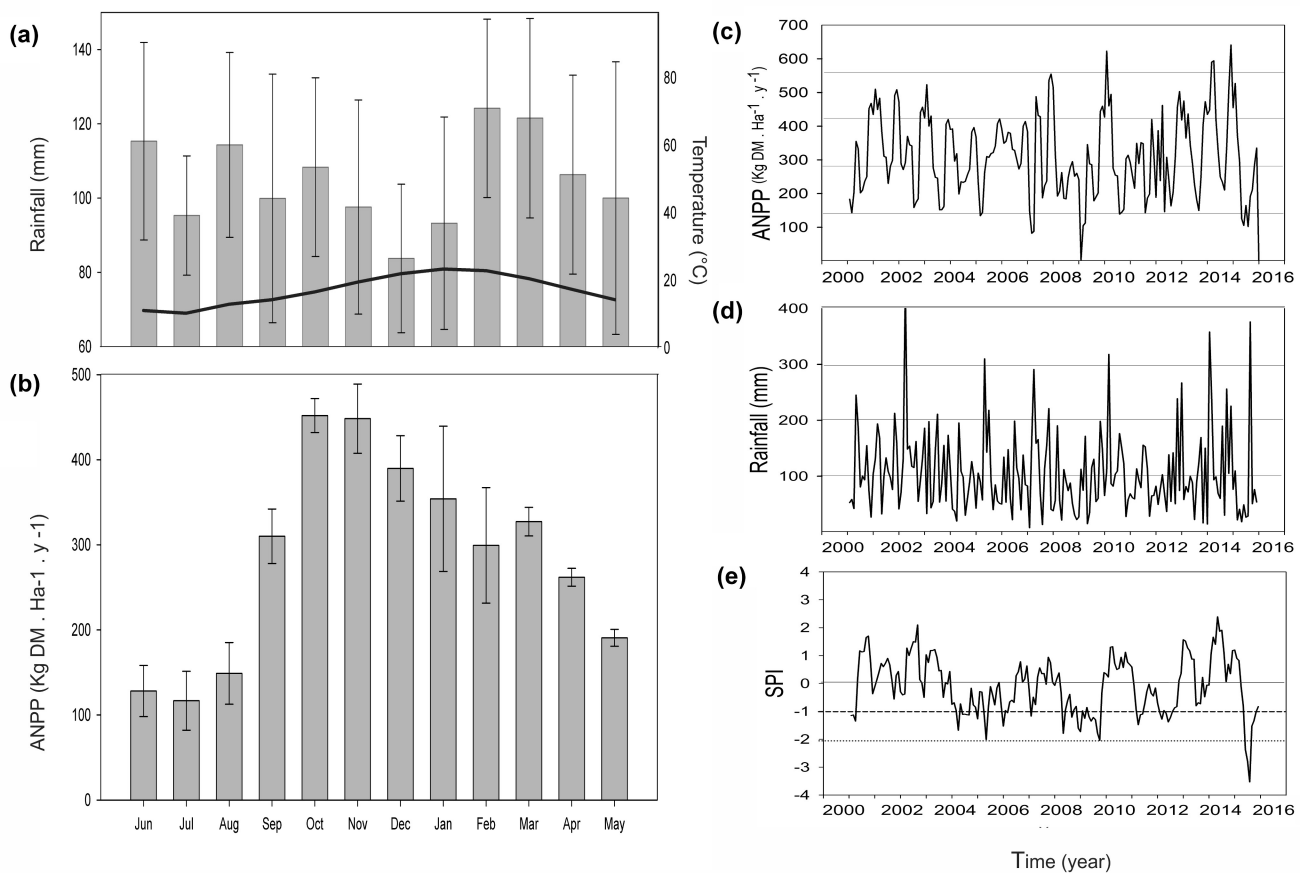 (a)
140
120
100
80
60
Rainfall (mm)
80
60
40
20
0
Temperature (°C)
(b)
500
400
300
200
100
0
ANPP (Kg DM . Ha-1 . y -1)
Jun Jul Aug Sep Oct Nov Dec Jan Feb Mar Apr May
(c)
700
600
500
400
300
200
100
ANPP (Kg DM . Ha-¹ . y -¹)
2000 2002 2004 2006 2008 2010 2012 2014 2016
(d)
400
300
200
100
Rainfall (mm)
2000 2002 2004 2006 2008 2010 2012 2014 2016
(e)
4
3
2
1
0
-1
-2
-3
-4
SPI
2000 2002 2004 2006 2008 2010 2012 2014 2016
Time (year)